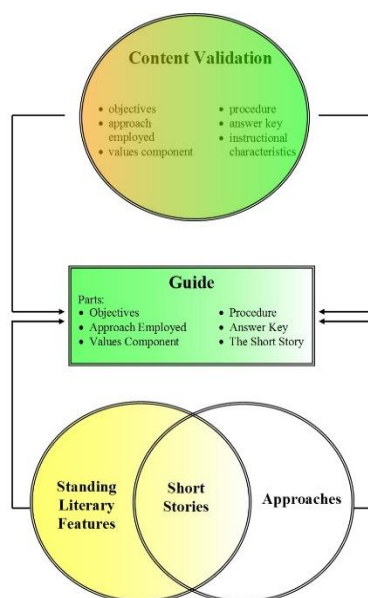 Content Validation
• objectives
• approach
employed
• values component
• procedure
• answer key
• instructional
characteristics
Guide
Parts:
• Objectives
• Approach Employed
• Values Component
• Procedure
• Answer Key
• The Short Story
Standing
Literary
Features
Short
Stories
Approaches